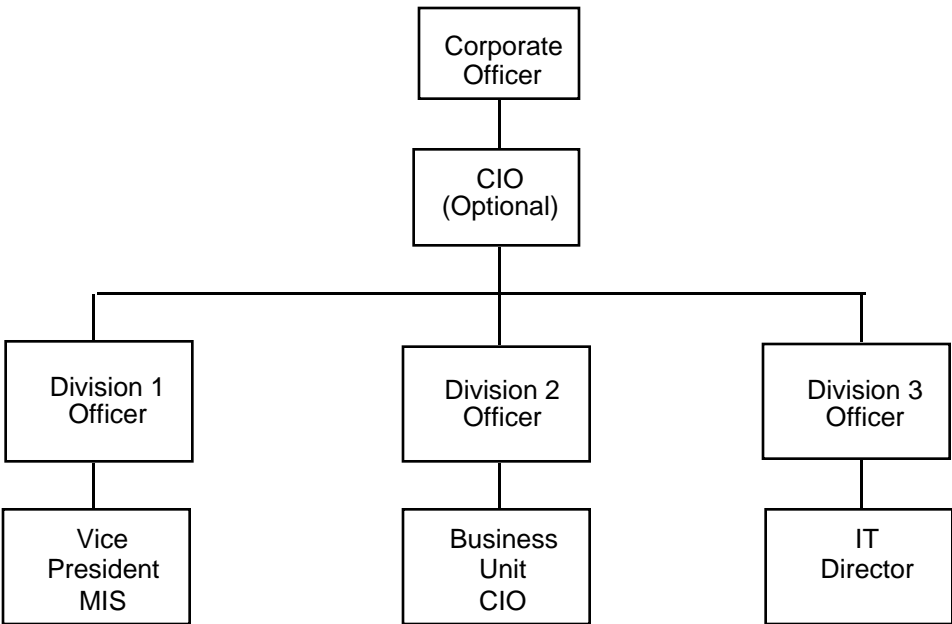 Corporate
Officer
CIO
(Optional)
Division 1
Officer
Division 2
Officer
Division 3
Officer
Vice
President
MIS
Business
Unit
CIO
IT
Director